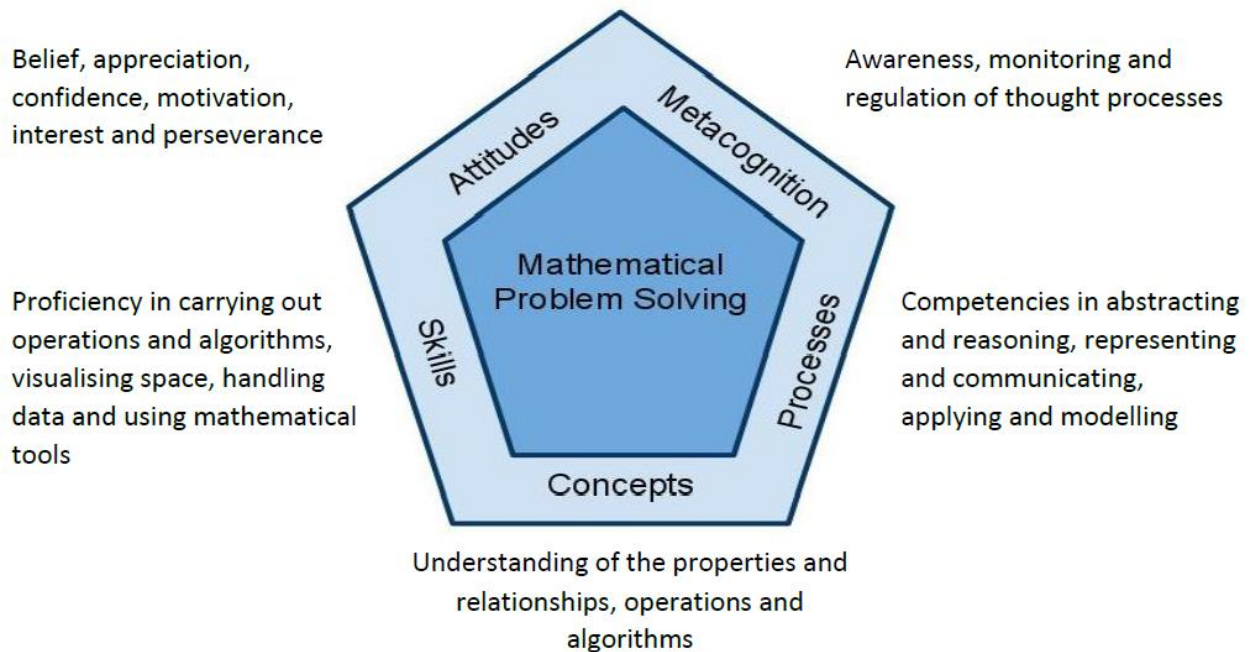 Belief, appreciation,
confidence, motivation,
interest and perseverance
Attitudes
Metacognition
Awareness, monitoring and
regulation of thought processes
Mathematical
Problem Solving
Proficiency in carrying out
operations and algorithms,
visualising space, handling
data and using mathematical
tools
Skills
Processes
Competencies in abstracting
and reasoning, representing
and communicating,
applying and modelling
Concepts
Understanding of the properties and
relationships, operations and
algorithms